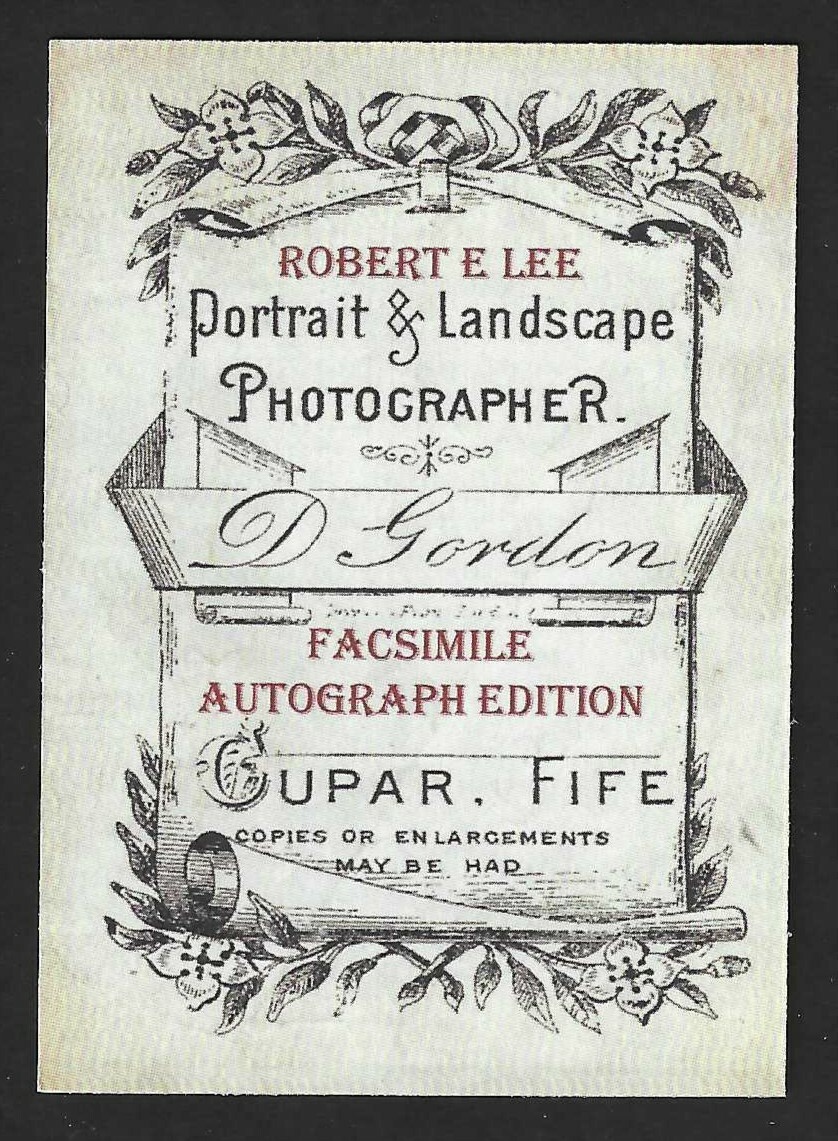 ROBERT E LEE
Portrait & Landscape
PHOTOGRAPHER.
D Gordon
FACSIMILE
AUTOGRAPH EDITION
CUPAR. FIFE
COPIES OR ENLARGEMENTS
MAY BE HAD